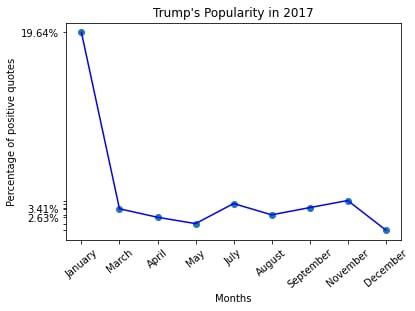 Trump's Popularity in 2017
Percentage of positive quotes
19.64%
3.41%
2.63%
January
March
April
May
July
August
September
November
December
Months